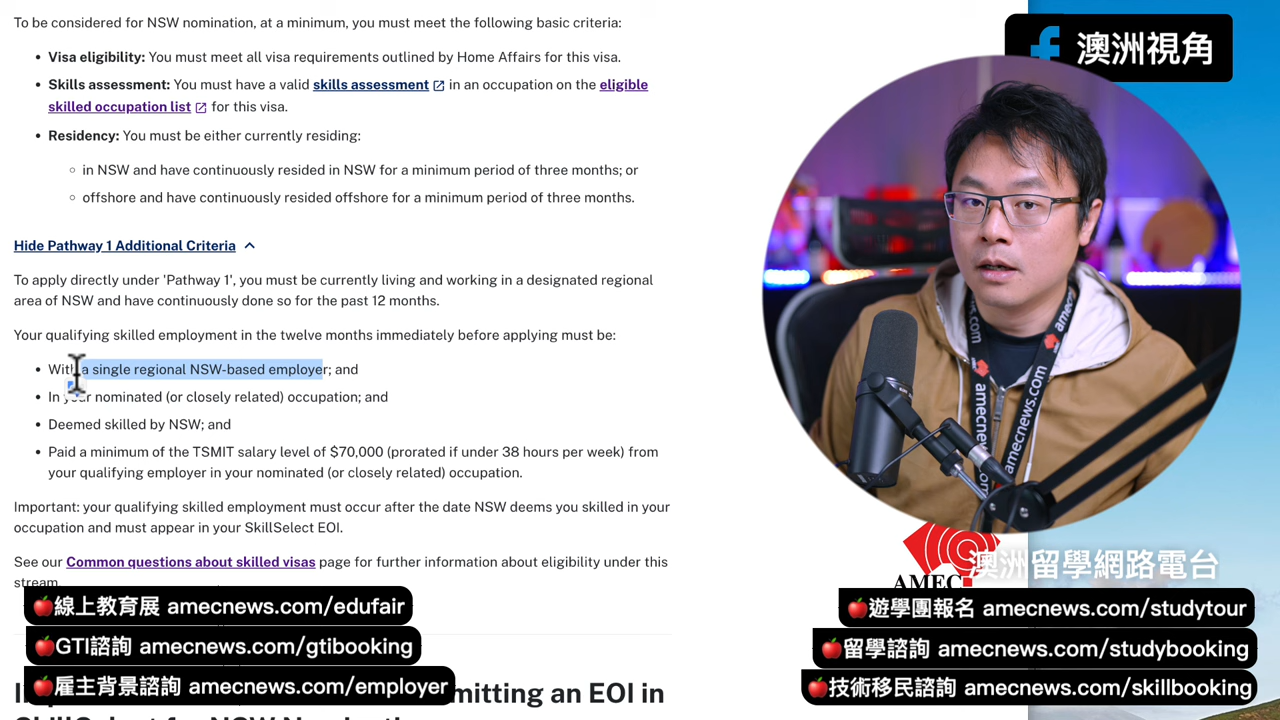 To be considered for NSW nomination, at a minimum, you must meet the following basic criteria:
• Visa eligibility: You must meet all visa requirements outlined by Home Affairs for this visa.
• Skills assessment: You must have a valid skills assessment in an occupation on the eligible
skilled occupation list for this visa.
• Residency: You must be either currently residing:
◦ in NSW and have continuously resided in NSW for a minimum period of three months; or
◦ offshore and have continuously resided offshore for a minimum period of three months.
Hide Pathway 1 Additional Criteria
To apply directly under 'Pathway 1', you must be currently living and working in a designated regional
area of NSW and have continuously done so for the past 12 months.
Your qualifying skilled employment in the twelve months immediately before applying must be:
• With a single regional NSW-based employer; and
• In your nominated (or closely related) occupation; and
• Deemed skilled by NSW; and
• Paid a minimum of the TSMIT salary level of $70,000 (prorated if under 38 hours per week) from
your qualifying employer in your nominated (or closely related) occupation.
Important: your qualifying skilled employment must occur after the date NSW deems you skilled in your
occupation and must appear in your SkillSelect EOI.
See our Common questions about skilled visas page for further information about eligibility under this
stream.
mitting an EOI in
澳洲視角
amecnews.com
amecnews.com
AMEC
澳洲留學網路電台
🍎線上教育展 amecnews.com/edufair
🍎GTI諮詢 amecnews.com/gtibooking
🍎雇主背景諮詢 amecnews.com/employer
🍎遊學團報名 amecnews.com/studytour
🍎留學諮詢 amecnews.com/studybooking
🍎技術移民諮詢 amecnews.com/skillbooking